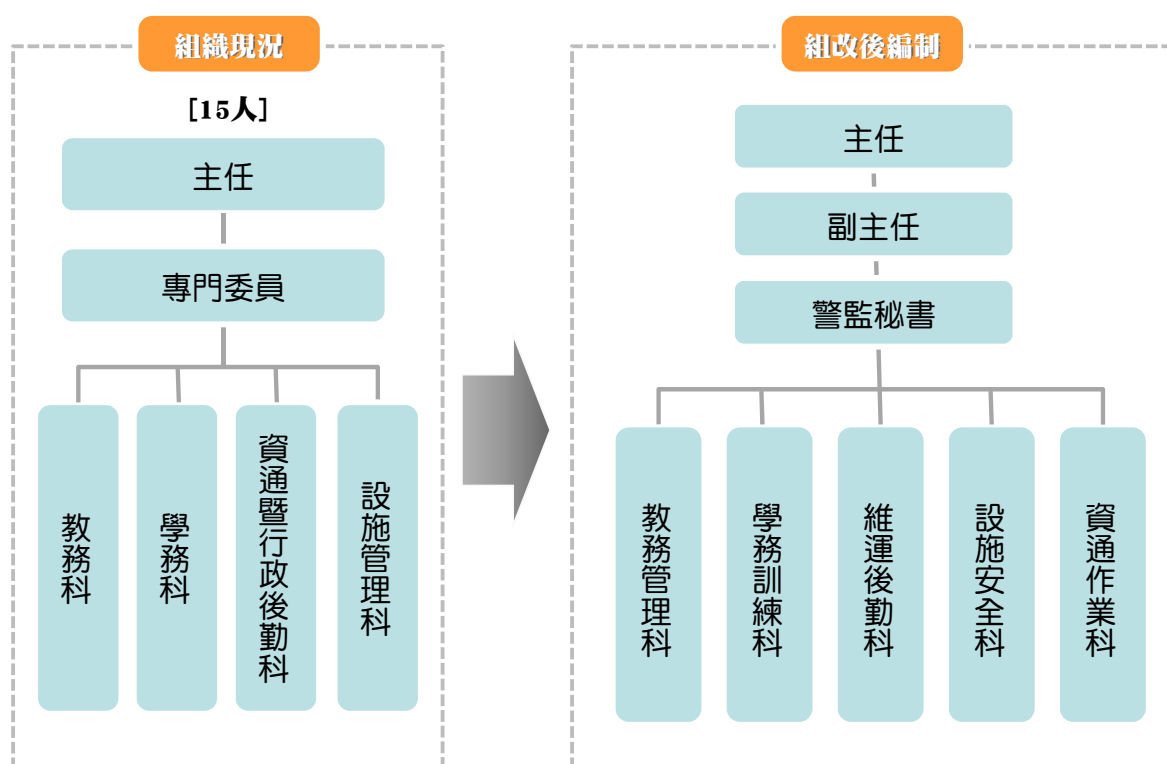 組織現況
[15人]
主任
專門委員
教務科
學務科
資通暨行政後勤科
設施管理科
組改後編制
主任
副主任
警監秘書
教務管理科
學務訓練科
維運後勤科
設施安全科
資通作業科